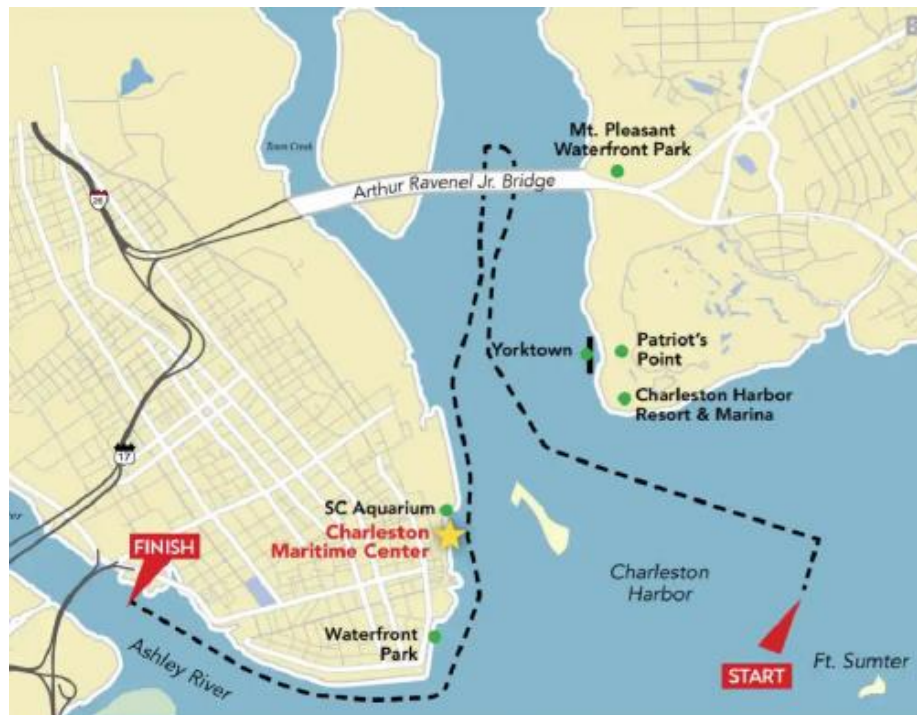 Town Creek
Mt. Pleasant
Waterfront Park
Arthur Ravenel Jr. Bridge
26
Yorktown
Patriot's
Point
Charleston Harbor
Resort & Marina
17
SC Aquarium
Charleston
Maritime Center
FINISH
Charleston
Harbor
Waterfront
Park
Ashley River
START
Ft. Sumter